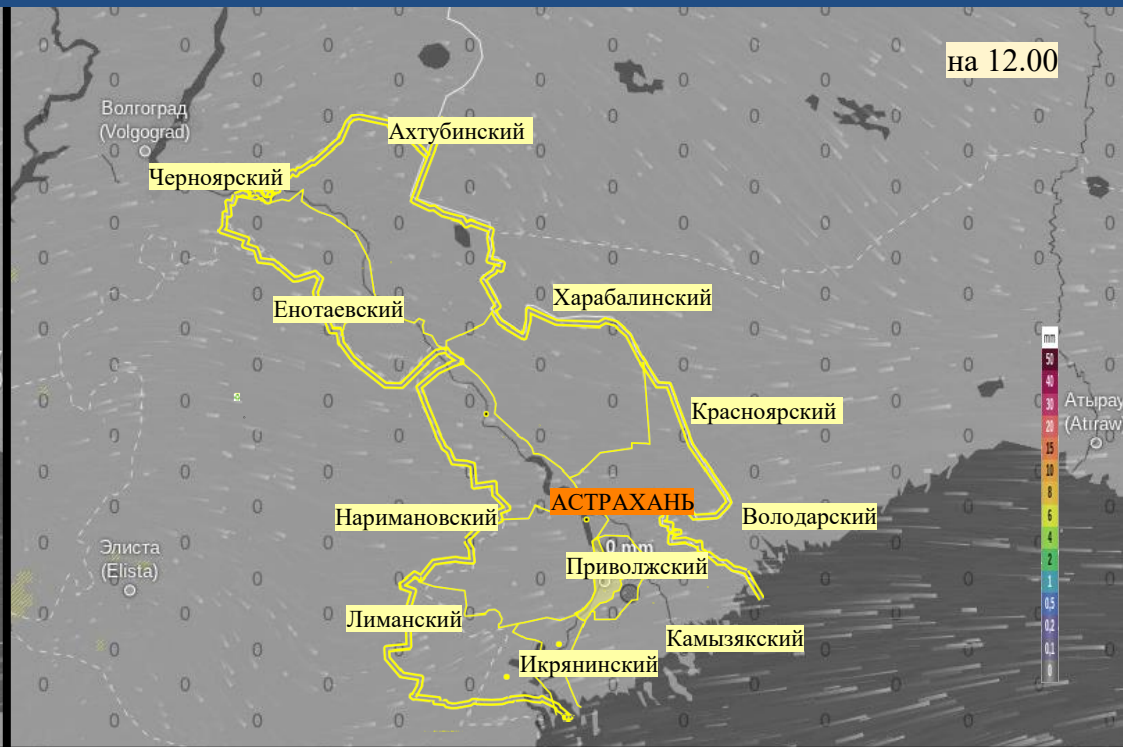 на 12.00
Волгоград
(Volgograd)
Ахтубинский
Черноярский
Харабалинский
Енотаевский
mm
50
40
30
20
15
10
8
6
4
2
1
0,5
0,2
0,1
0
Атырау
(Atıraw)
Красноярский
АСТРАХАНЬ
Наримановский
Володарский
Элиста
(Elista)
0 mm
Приволжский
Лиманский
Камызякский
Икрянинский